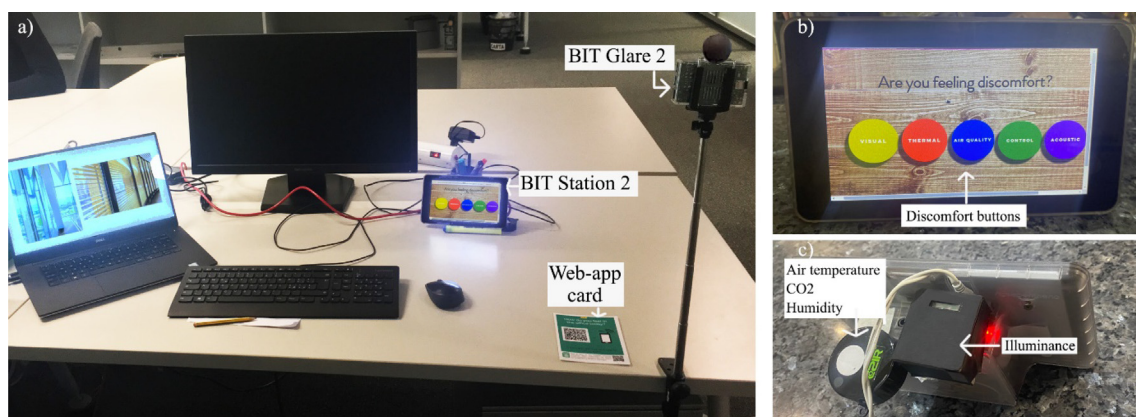 a)
BIT Glare 2
BIT Station 2
Web-app
card
DELL
b)
Are you feeling discomfort?
VISUAL
THERMAL
AIR QUALITY
CONTROL
ACOUSTIC
Discomfort buttons
c)
Air temperature
CO2
Humidity
Illuminance